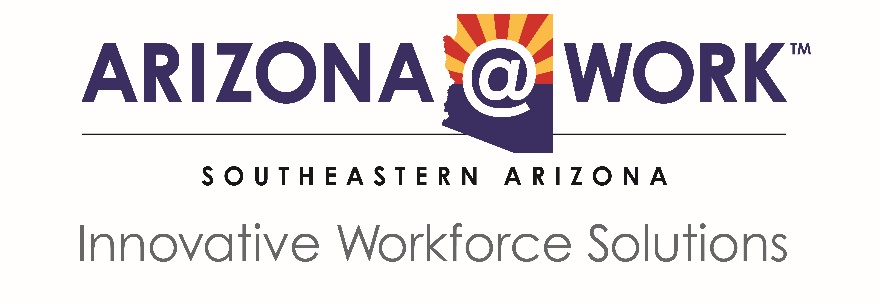 ARIZONA @ WORK™
SOUTHEASTERN ARIZONA
Innovative Workforce Solutions